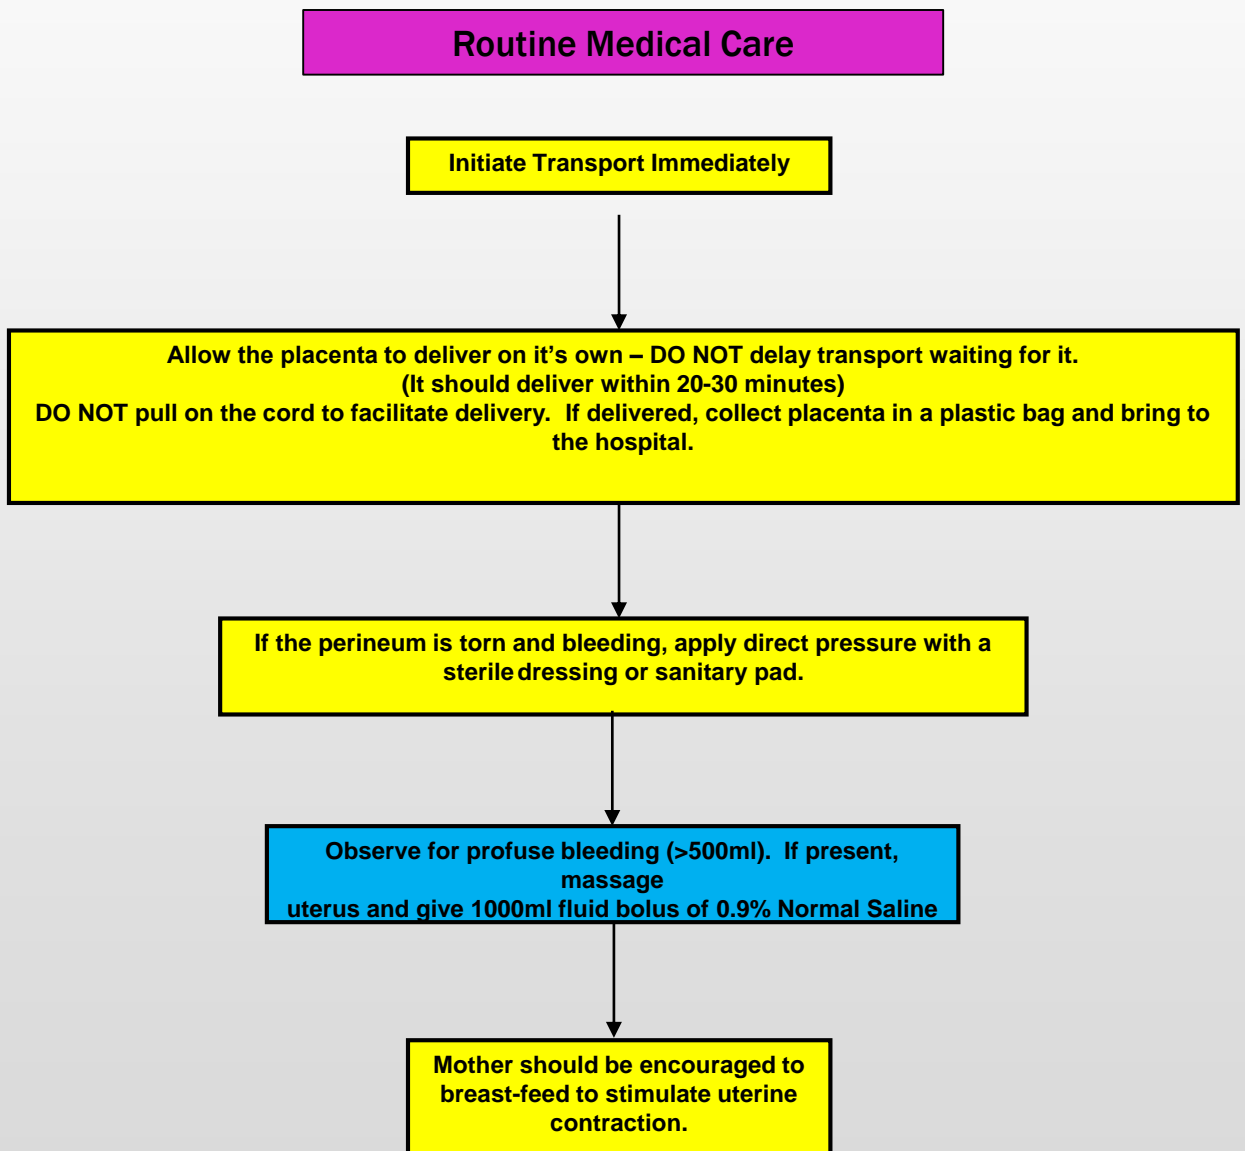 Routine Medical Care
Initiate Transport Immediately
Allow the placenta to deliver on it's own – DO NOT delay transport waiting for it.
(It should deliver within 20-30 minutes)
DO NOT pull on the cord to facilitate delivery.  If delivered, collect placenta in a plastic bag and bring to
the hospital.
If the perineum is torn and bleeding, apply direct pressure with a
sterile dressing or sanitary pad.
Observe for profuse bleeding (>500ml).  If present,
massage
uterus and give 1000ml fluid bolus of 0.9% Normal Saline
Mother should be encouraged to
breast-feed to stimulate uterine
contraction.